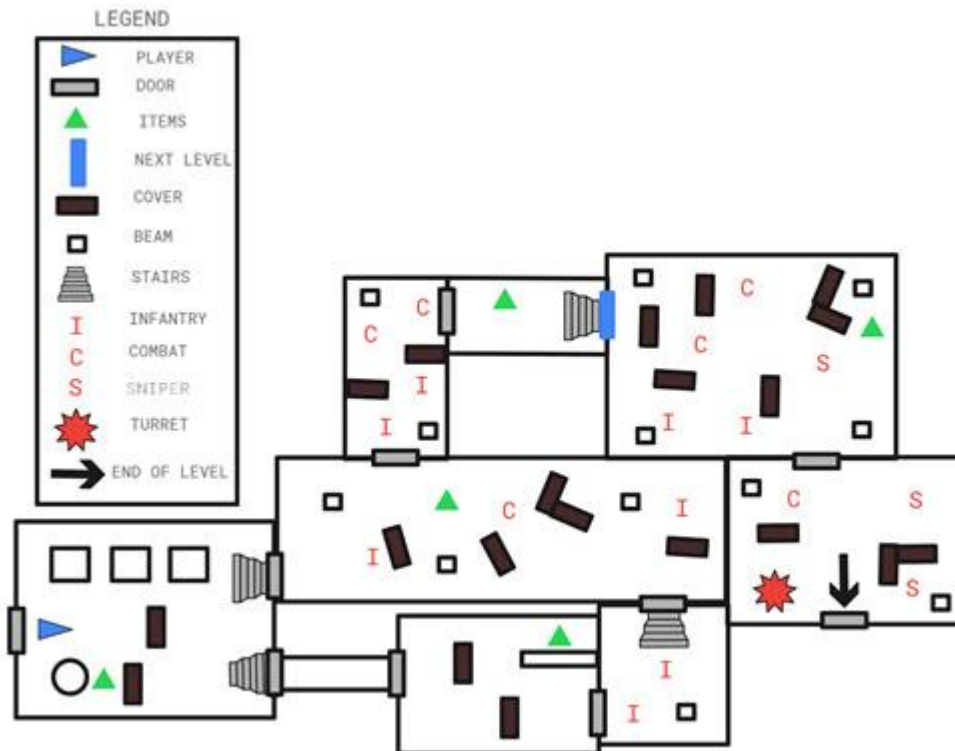 LEGEND
PLAYER
DOOR
ITEMS
NEXT LEVEL
COVER
BEAM
STAIRS
I INFANTRY
C COMBAT
S SNIPER
TURRET
END OF LEVEL
C
C
I
I
C
C
S
I
I
C
I
I
C
S
S
I
I